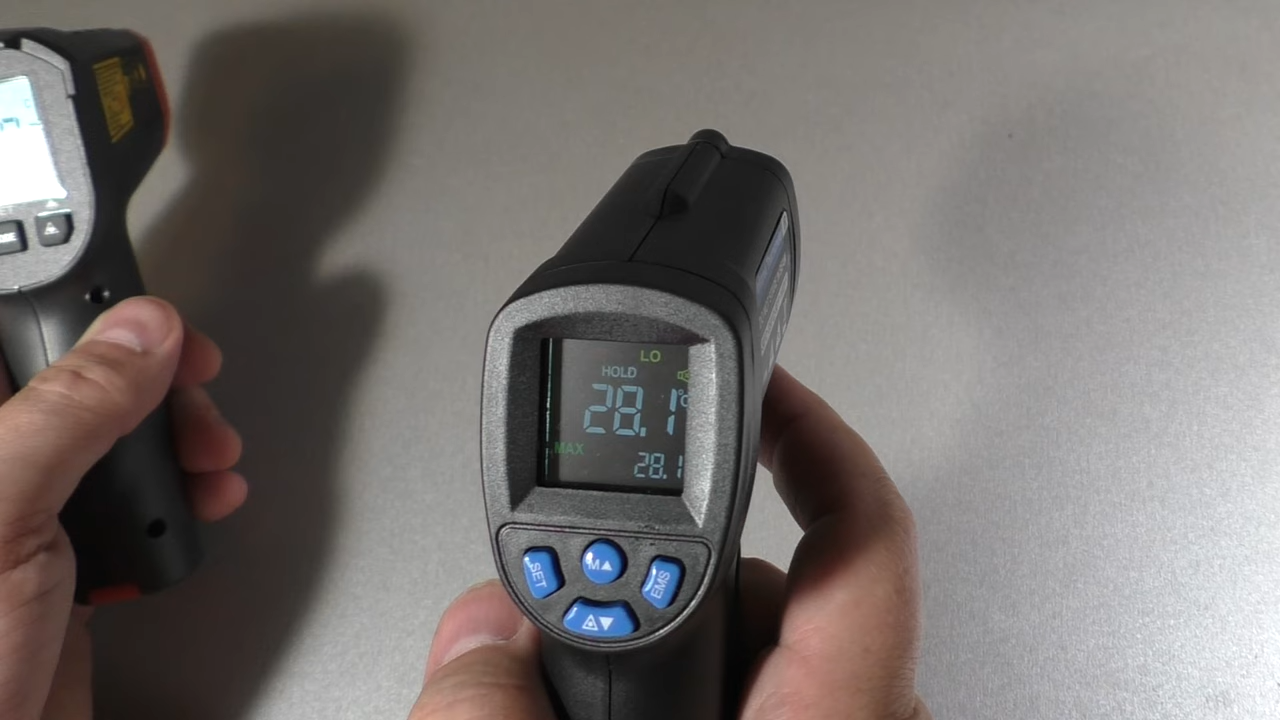 LO
HOLD
28.1 °C
MAX
28.1
SET
M▲
EMS
▼